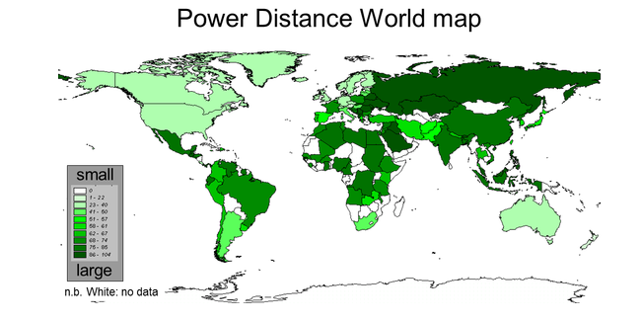 Power Distance World map
small
0
1 - 22
23 - 40
41 - 50
51 - 57
58 - 61
62 - 67
68 - 74
75 - 85
86 - 104
large
n.b. White: no data